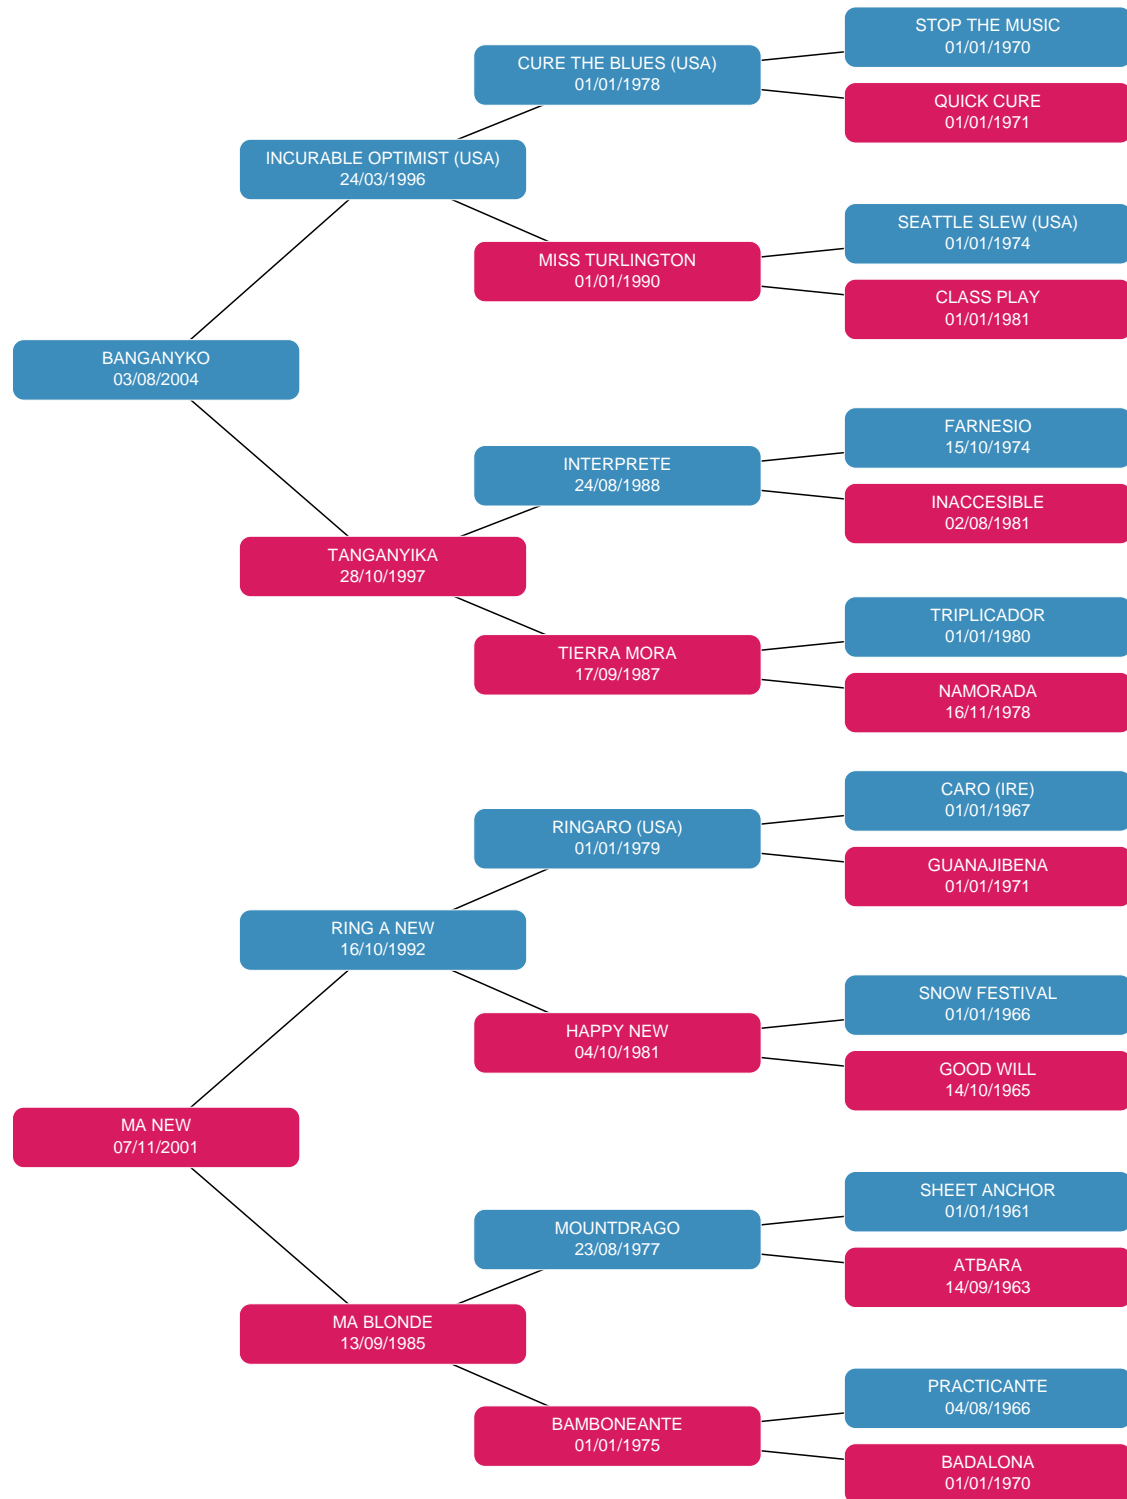 STOP THE MUSIC
01/01/1970
CURE THE BLUES (USA)
01/01/1978
QUICK CURE
01/01/1971
INCURABLE OPTIMIST (USA)
24/03/1996
SEATTLE SLEW (USA)
01/01/1974
MISS TURLINGTON
01/01/1990
CLASS PLAY
01/01/1981
BANGANYKO
03/08/2004
FARNESIO
15/10/1974
INTERPRETE
24/08/1988
INACCESIBLE
02/08/1981
TANGANYIKA
28/10/1997
TRIPLICADOR
01/01/1980
TIERRA MORA
17/09/1987
NAMORADA
16/11/1978
CARO (IRE)
01/01/1967
RINGARO (USA)
01/01/1979
GUANAJIBENA
01/01/1971
RING A NEW
16/10/1992
SNOW FESTIVAL
01/01/1966
HAPPY NEW
04/10/1981
GOOD WILL
14/10/1965
MA NEW
07/11/2001
SHEET ANCHOR
01/01/1961
MOUNTDRAGO
23/08/1977
ATBARA
14/09/1963
MA BLONDE
13/09/1985
PRACTICANTE
04/08/1966
BAMBONEANTE
01/01/1975
BADALONA
01/01/1970